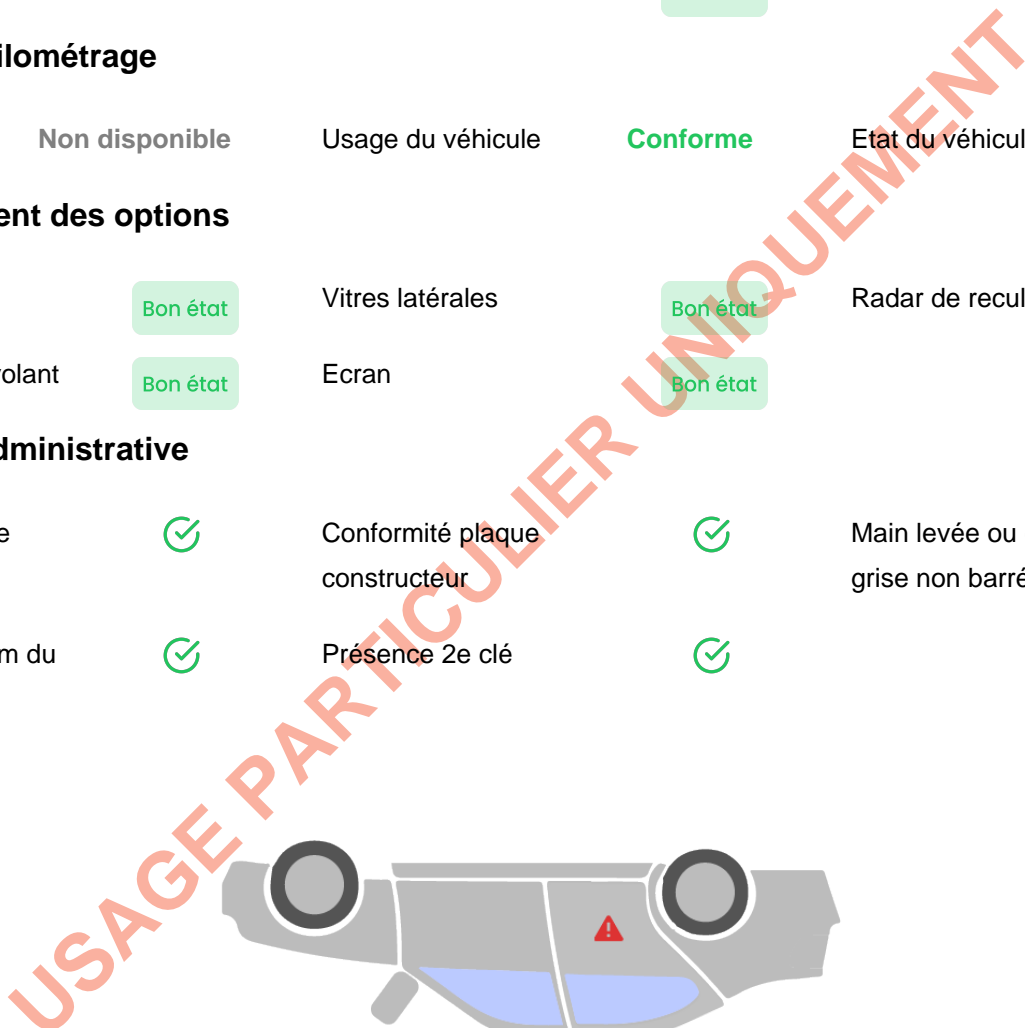 ilométrage
Non disponible Usage du véhicule Conforme Etat du véhicul
ent des options
Bon état Vitres latérales Bon état Radar de recul
olant Bon état Ecran Bon état
dministrative
e Conformité plaque Main levée ou
constructeur grise non barré
m du Présence 2e clé
USAGE PARTICULIER UNIQUEMENT